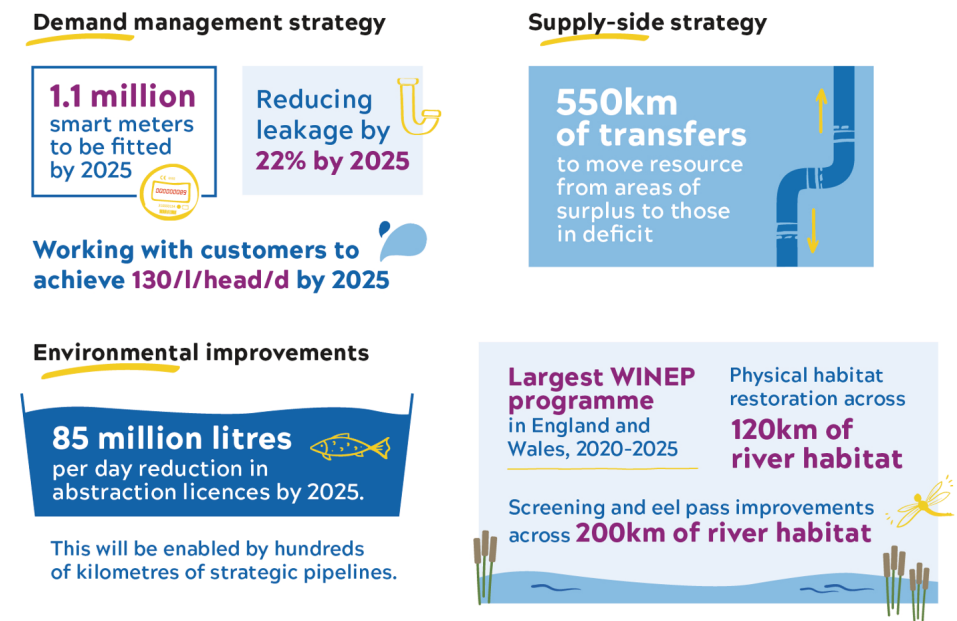 Demand management strategy
1.1 million
smart meters
to be fitted
by 2025
Reducing
leakage by
22% by 2025
Working with customers to
achieve 130/l/head/d by 2025
Supply-side strategy
550km
of transfers
to move resource
from areas of
surplus to those
in deficit
Environmental improvements
85 million litres
per day reduction in
abstraction licences by 2025.
This will be enabled by hundreds
of kilometres of strategic pipelines.
Largest WINEP
programme
in England and
Wales, 2020-2025
Physical habitat
restoration across
120km of
river habitat
Screening and eel pass improvements
across 200km of river habitat